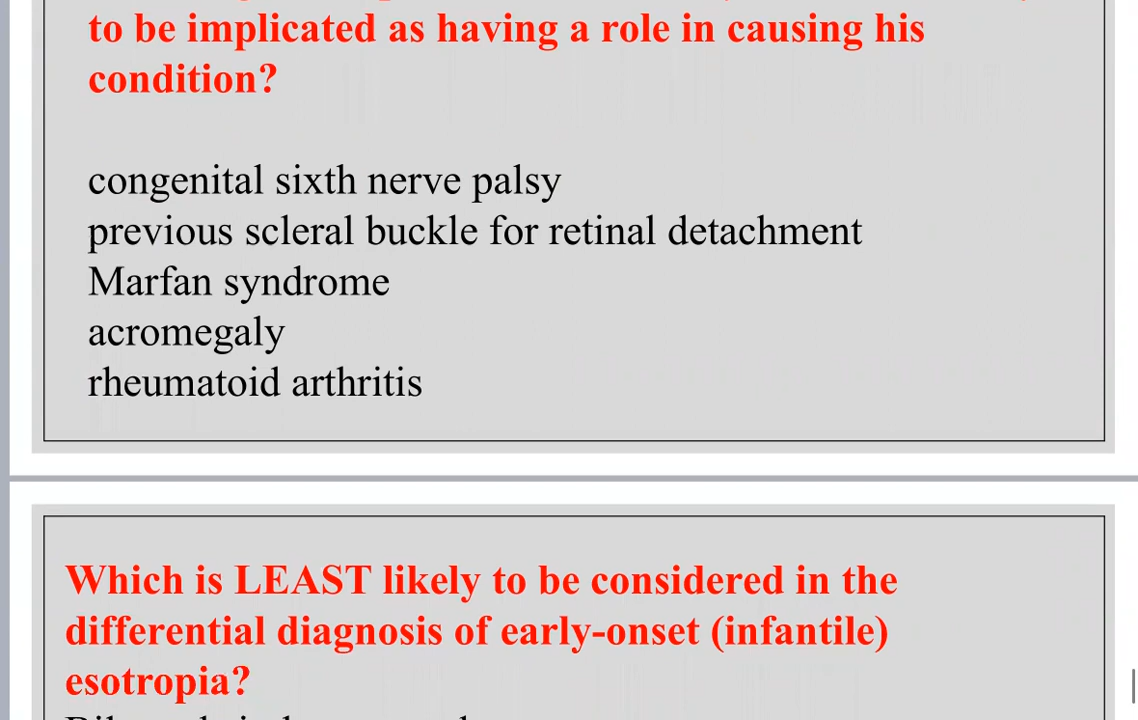 to be implicated as having a role in causing his
condition?
congenital sixth nerve palsy
previous scleral buckle for retinal detachment
Marfan syndrome
acromegaly
rheumatoid arthritis
Which is LEAST likely to be considered in the
differential diagnosis of early-onset (infantile)
esotropia?